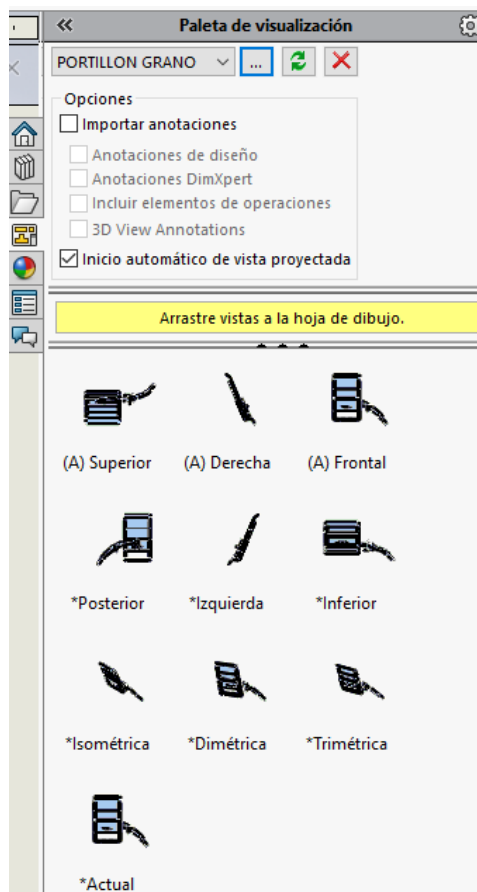 Paleta de visualización
PORTILLON GRANO
...
Opciones
Importar anotaciones
Anotaciones de diseño
Anotaciones DimXpert
Incluir elementos de operaciones
3D View Annotations
Inicio automático de vista proyectada
Arrastre vistas a la hoja de dibujo.
(A) Superior (A) Derecha (A) Frontal
*Posterior *Izquierda *Inferior
*Isométrica *Dimétrica *Trimétrica
*Actual